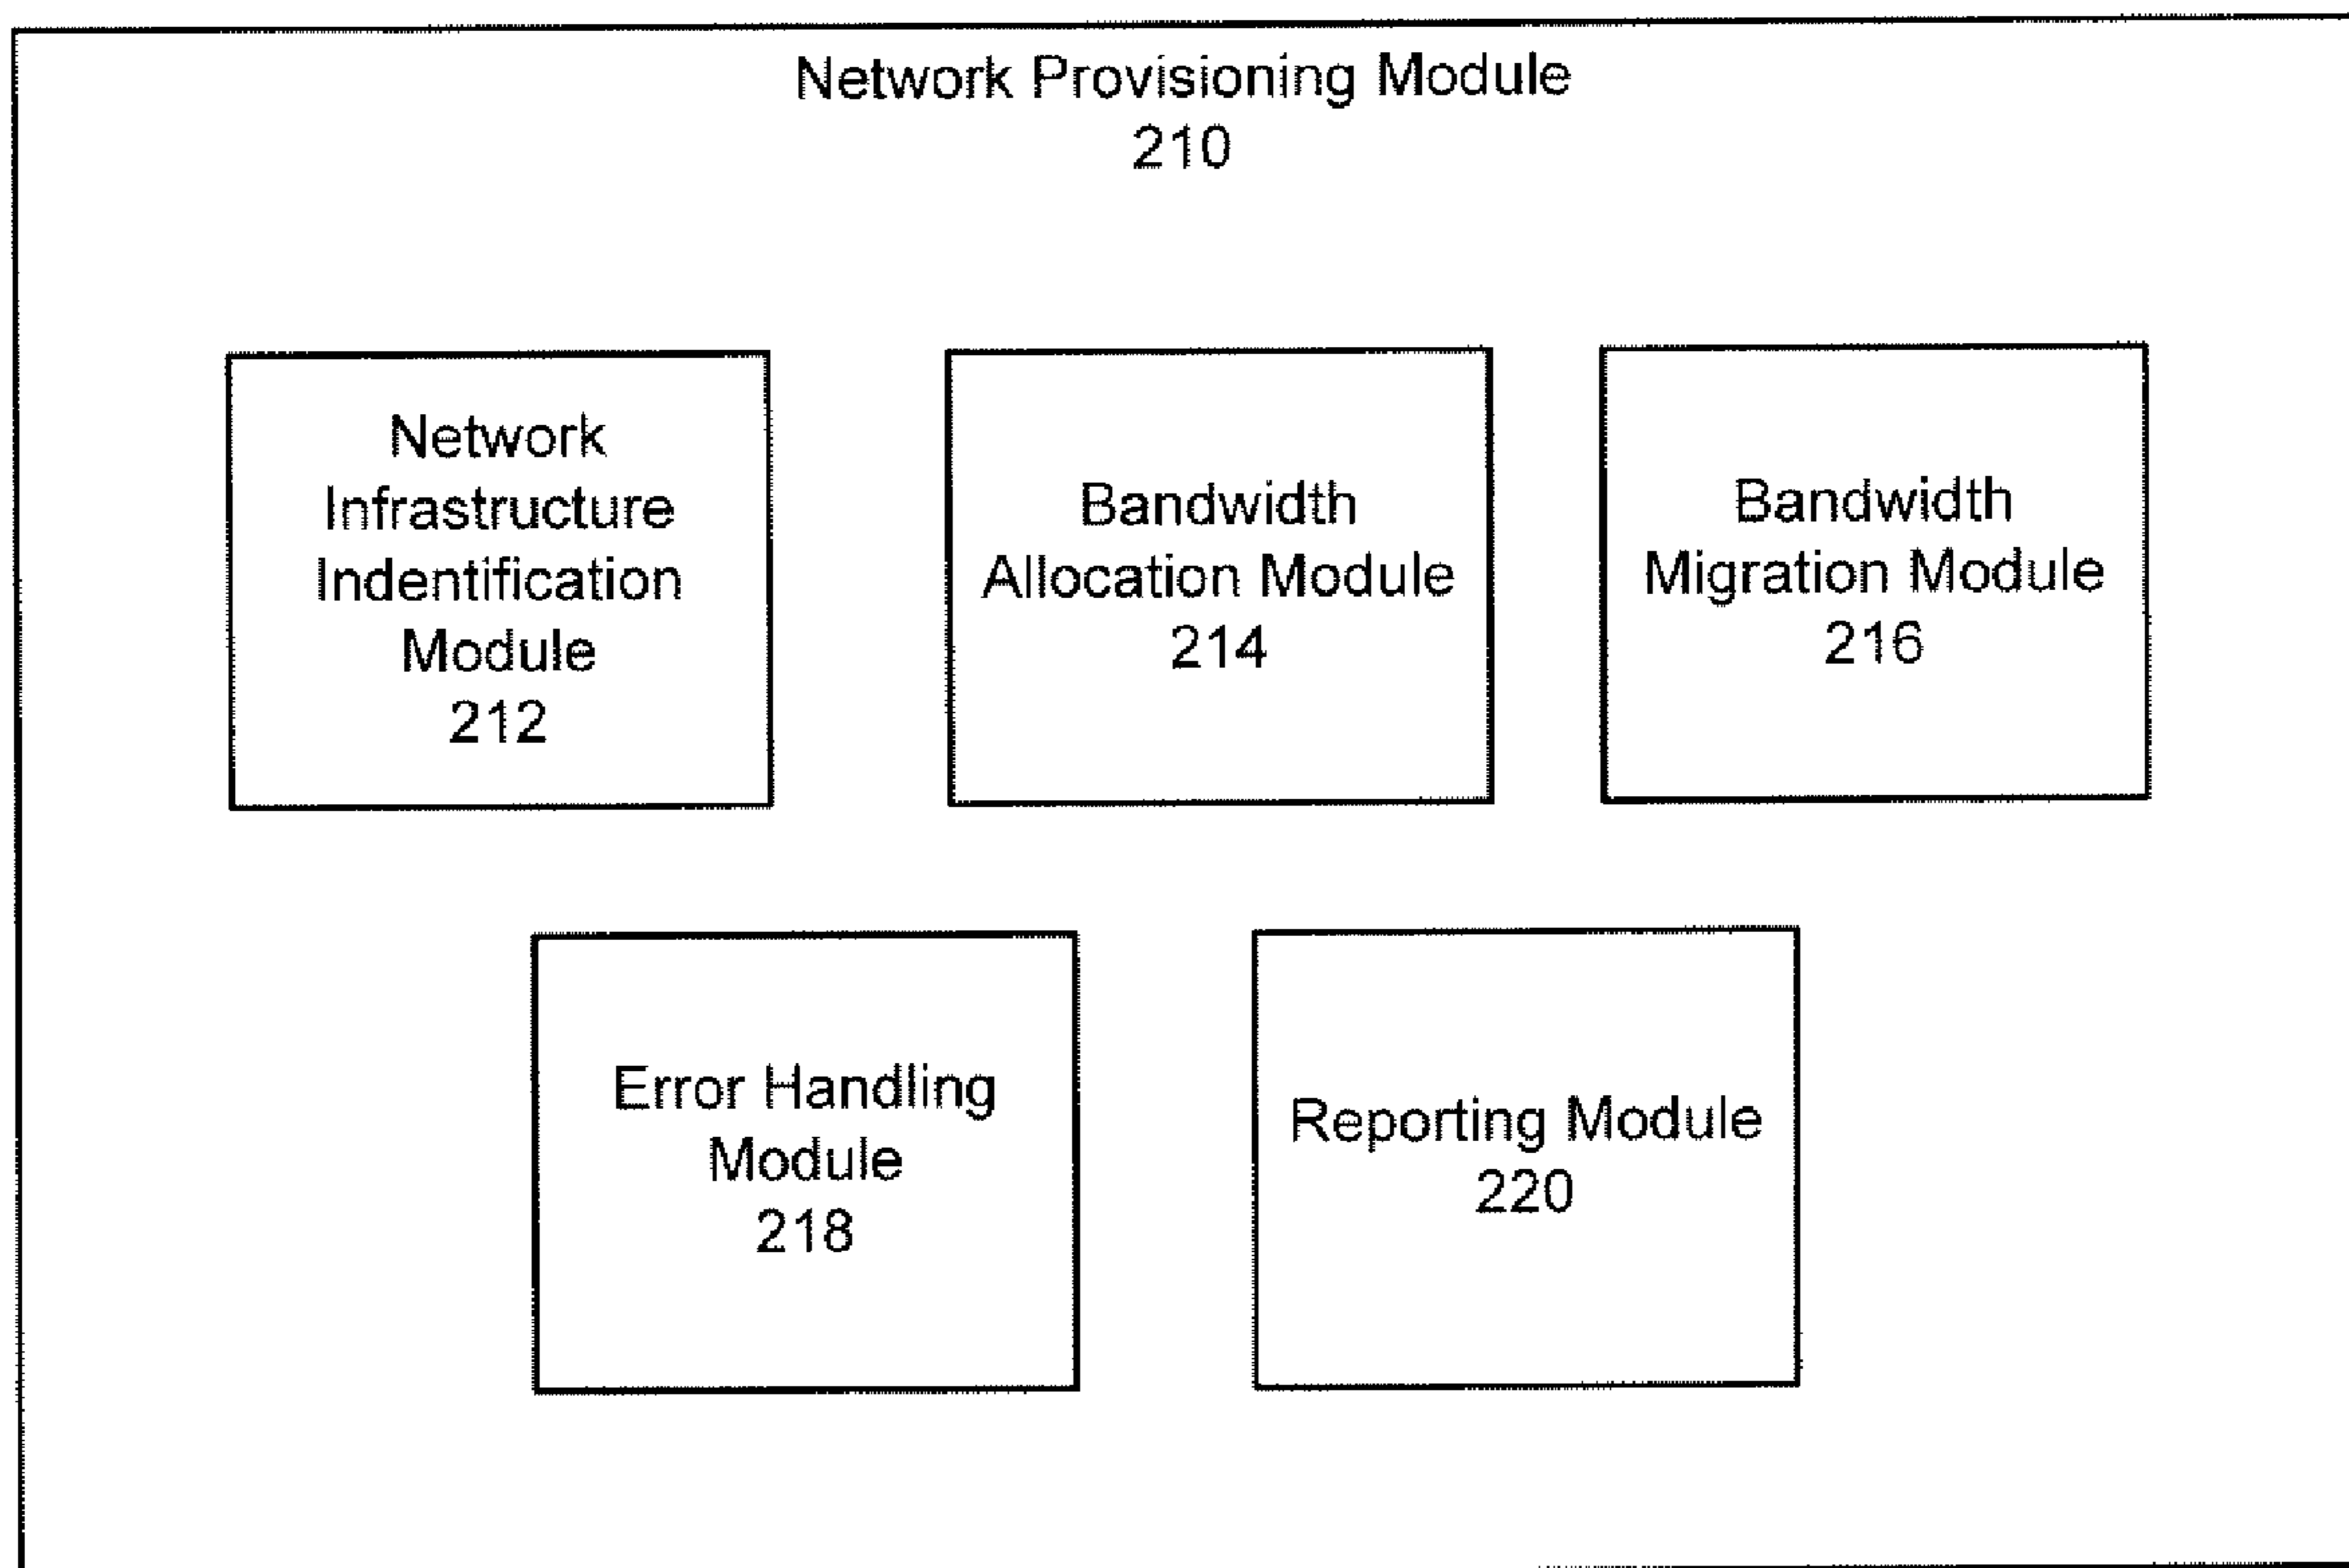 Network Provisioning Module
210
Network
Infrastructure
Indentification
Module
212
Bandwidth
Allocation Module
214
Bandwidth
Migration Module
216
Error Handling
Module
218
Reporting Module
220